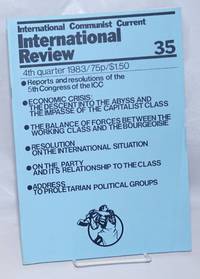 International Communist Current
International
Review
35
4th quarter 1983/75p/$1.50
Reports and resolutions of the
5th Congress of the ICC
ECONOMIC CRISIS:
THE DESCENT INTO THE ABYSS AND
THE IMPASSE OF THE CAPITALIST CLASS
THE BALANCE OF FORCES BETWEEN THE
WORKING CLASS AND THE BOURGEOISIE
RESOLUTION
ON THE INTERNATIONAL SITUATION
ON THE PARTY
AND ITS RELATIONSHIP TO THE CLASS
ADDRESS
TO PROLETARIAN POLITICAL GROUPS